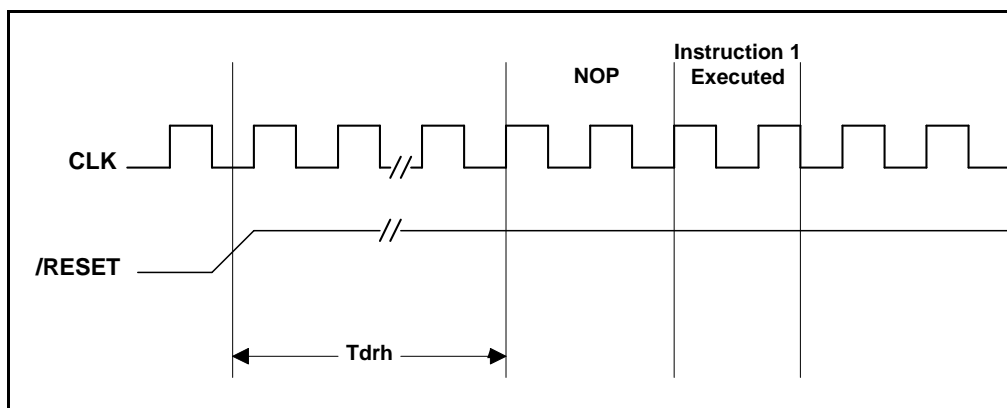 Instruction 1
NOP
Executed
CLK
/RESET
Tdrh